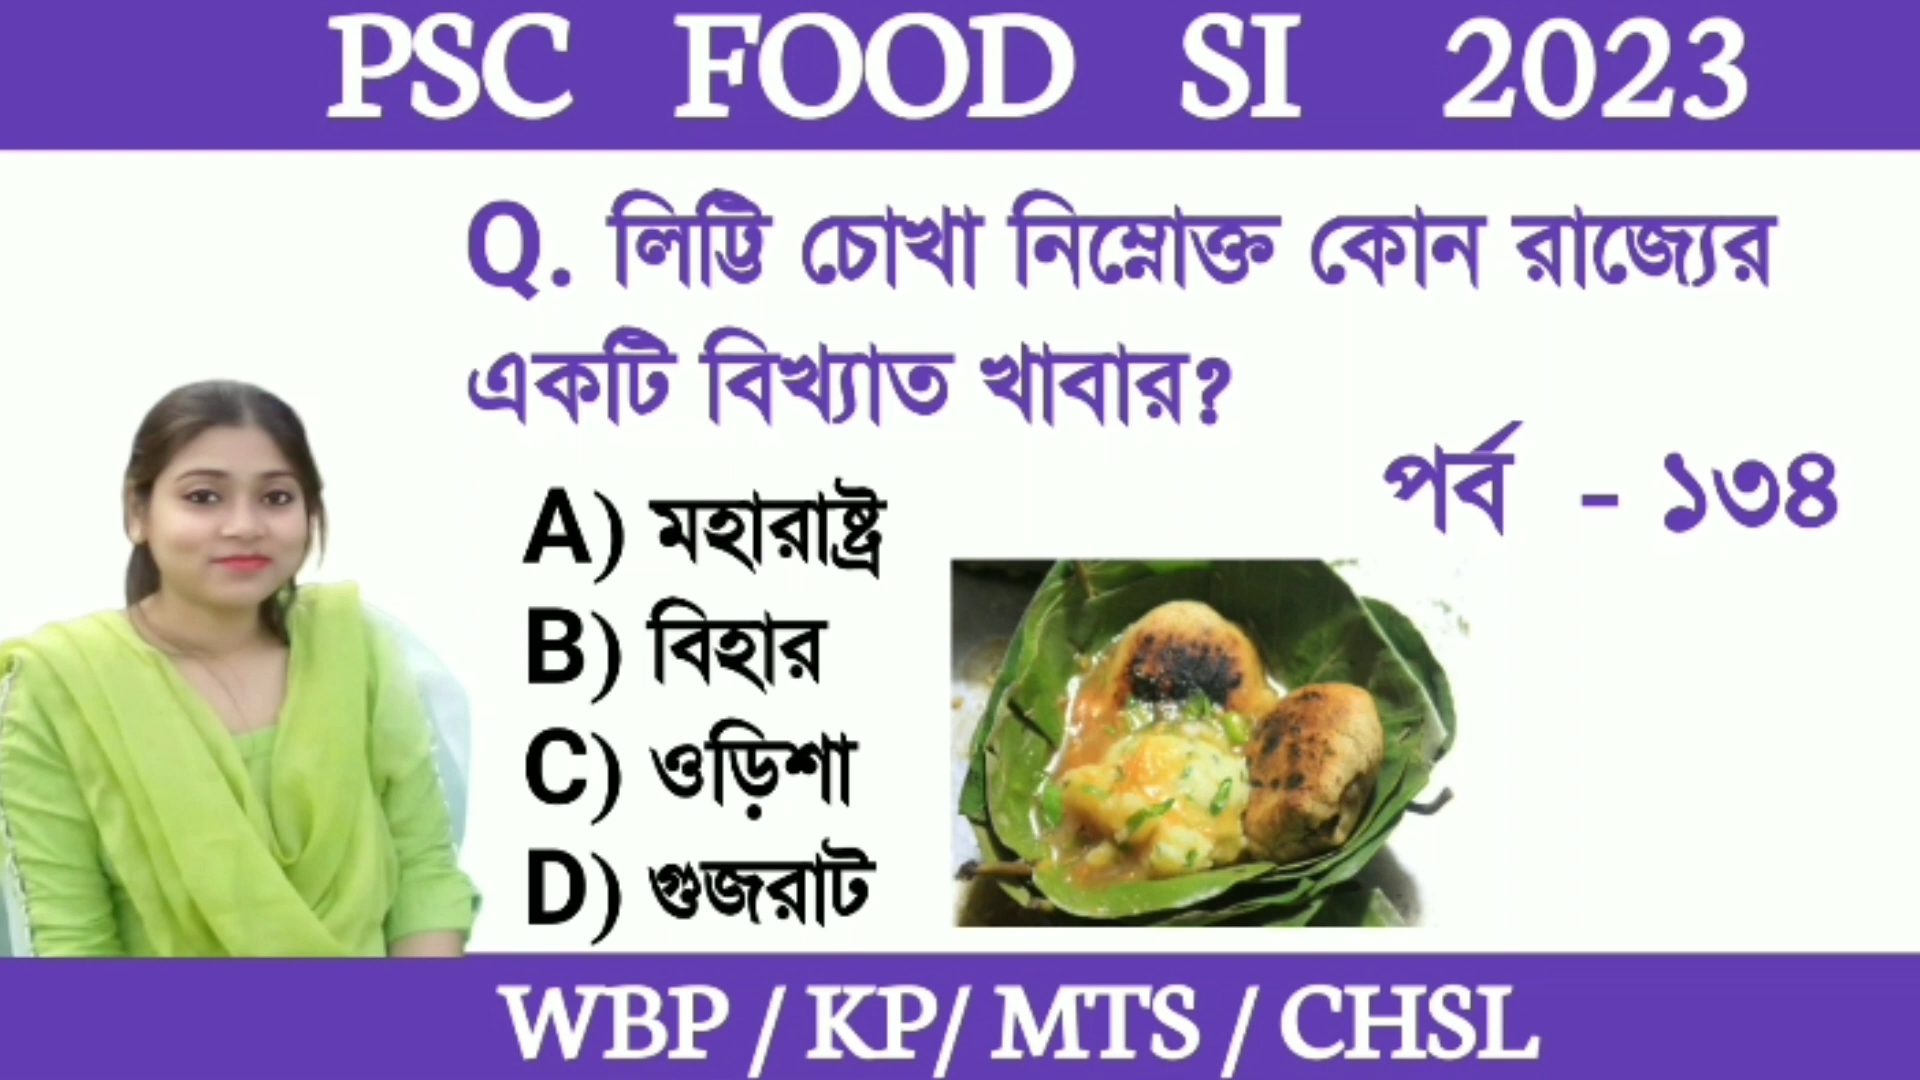 PSC FOOD SI 2023
Q. লিট্টি চোখা নিম্নোক্ত কোন রাজ্যের
একটি বিখ্যাত খাবার?
পর্ব - ১৩৪
A) মহারাষ্ট্র
B) বিহার
C) ওড়িশা
D) গুজরাট
WBP / KP/ MTS / CHSL